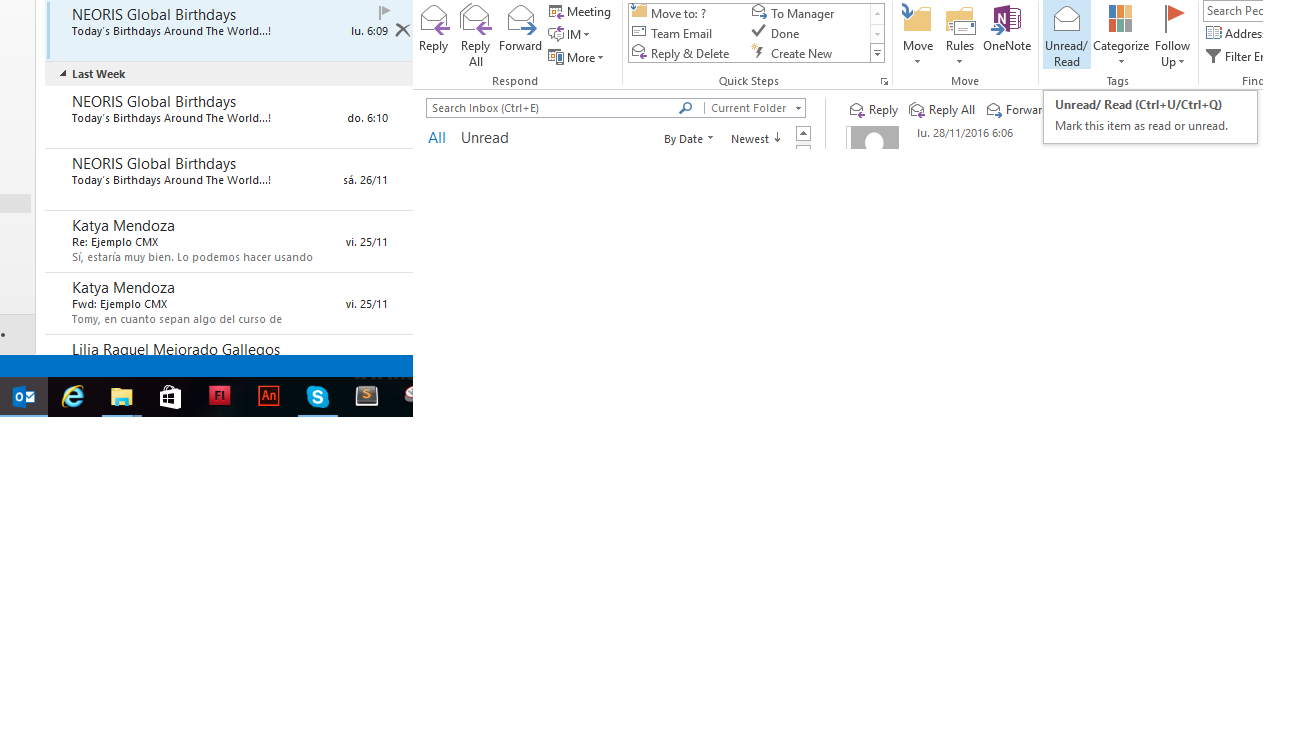 NEORIS Global Birthdays
Today's Birthdays Around The World...! lu. 6:09
Last Week
NEORIS Global Birthdays
Today's Birthdays Around The World...! do. 6:10
NEORIS Global Birthdays
Today's Birthdays Around The World...! sá. 26/11
Katya Mendoza
Re: Ejemplo CMX vi. 25/11
Sí, estaría muy bien. Lo podemos hacer usando
Katya Mendoza
Fwd: Ejemplo CMX vi. 25/11
Tomy, en cuanto sepan algo del curso de
Lilia Raquel Mejorado Gallegos
Fl An S S
Reply
Reply All
Forward
Meeting
IM
More
Respond
Move to: ?
Team Email
Reply & Delete
To Manager
Done
Create New
Quick Steps
Move
Rules
OneNote
Move
Unread/ Read
Categorize
Follow Up
Tags
Search Peo
Address
Filter Er
Find
Search Inbox (Ctrl+E) Current Folder
All Unread By Date Newest
Reply Reply All Forwar
lu. 28/11/2016 6:06
Unread/ Read (Ctrl+U/Ctrl+Q)
Mark this item as read or unread.